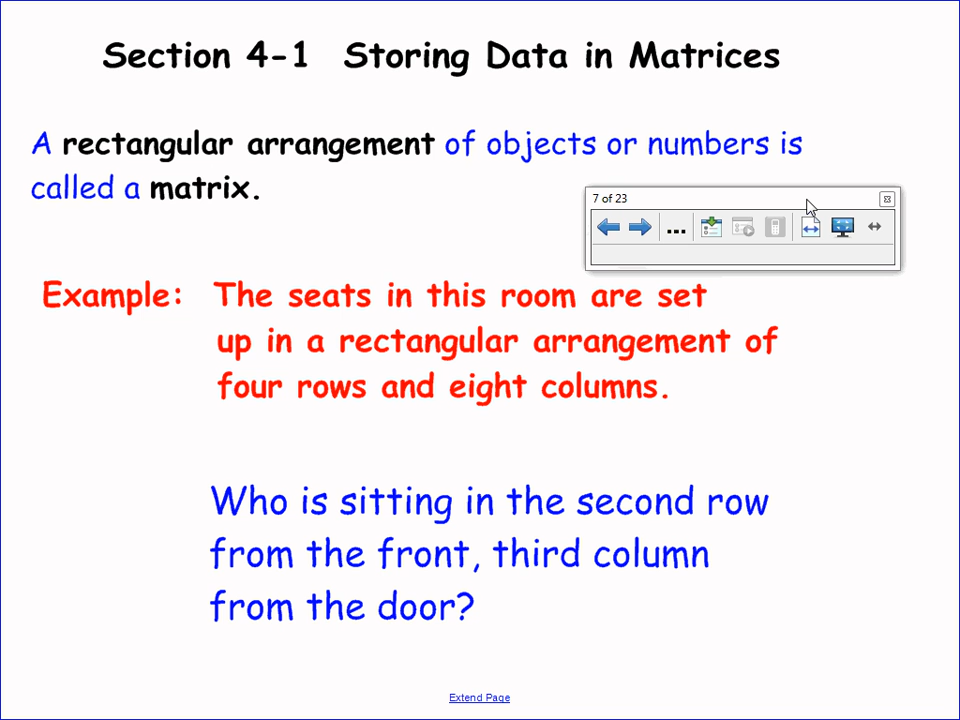 Section 4-1 Storing Data in Matrices
A rectangular arrangement of objects or numbers is
called a matrix.
7 of 23
...
Example: The seats in this room are set
up in a rectangular arrangement of
four rows and eight columns.
Who is sitting in the second row
from the front, third column
from the door?
Extend Page